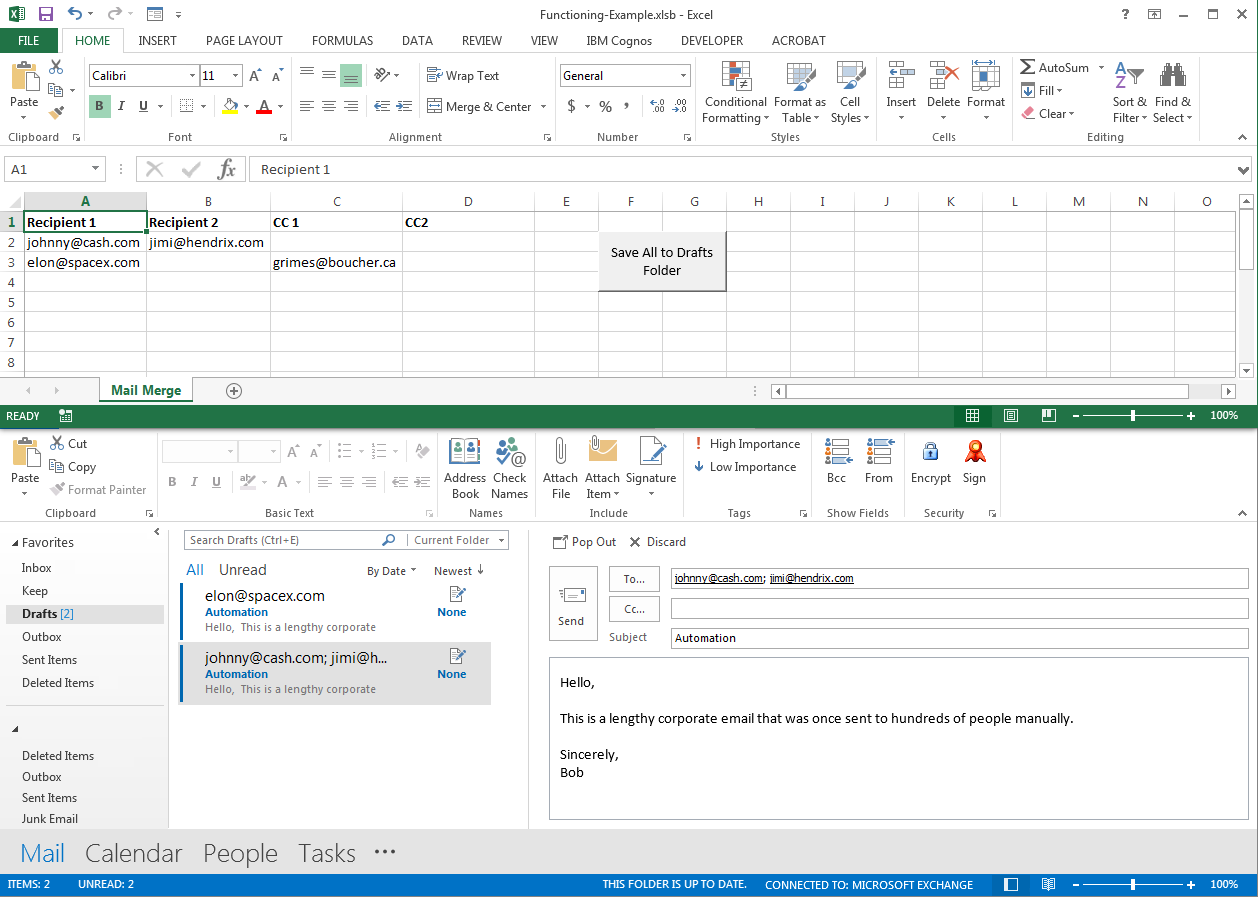 Functioning-Example.xlsb - Excel
FILE HOME INSERT PAGE LAYOUT FORMULAS DATA REVIEW VIEW IBM Cognos DEVELOPER ACROBAT
Paste
Clipboard
Calibri 11
B I U
Font
Wrap Text
Merge & Center
Alignment
General
$ % ,
Number
Conditional Formatting
Format as Table
Cell Styles
Styles
Insert Delete Format
Cells
AutoSum
Fill
Clear
Sort & Filter
Find & Select
Editing
A1 fx Recipient 1
A B C D E F G H I J K L M N O
1 Recipient 1 Recipient 2 CC 1 CC2
2 johnny@cash.com jimi@hendrix.com
3 elon@spacex.com grimes@boucher.ca
4
5
6
7
8
Save All to Drafts
Folder
Mail Merge
READY 100%
Paste
Cut
Copy
Format Painter
Clipboard
B I U
Basic Text
Address Book
Check Names
Names
Attach File
Attach Item
Signature
Include
High Importance
Low Importance
Tags
Bcc From
Show Fields
Encrypt Sign
Security
Favorites
Inbox
Keep
Drafts [2]
Outbox
Sent Items
Deleted Items
Deleted Items
Outbox
Sent Items
Junk Email
Search Drafts (Ctrl+E) Current Folder
All Unread By Date Newest
elon@spacex.com
Automation None
Hello, This is a lengthy corporate
johnny@cash.com; jimi@h...
Automation None
Hello, This is a lengthy corporate
Pop Out Discard
Send
To... johnny@cash.com; jimi@hendrix.com
Cc...
Subject Automation
Hello,
This is a lengthy corporate email that was once sent to hundreds of people manually.
Sincerely,
Bob
Mail Calendar People Tasks ...
ITEMS: 2 UNREAD: 2 THIS FOLDER IS UP TO DATE. CONNECTED TO: MICROSOFT EXCHANGE 100%